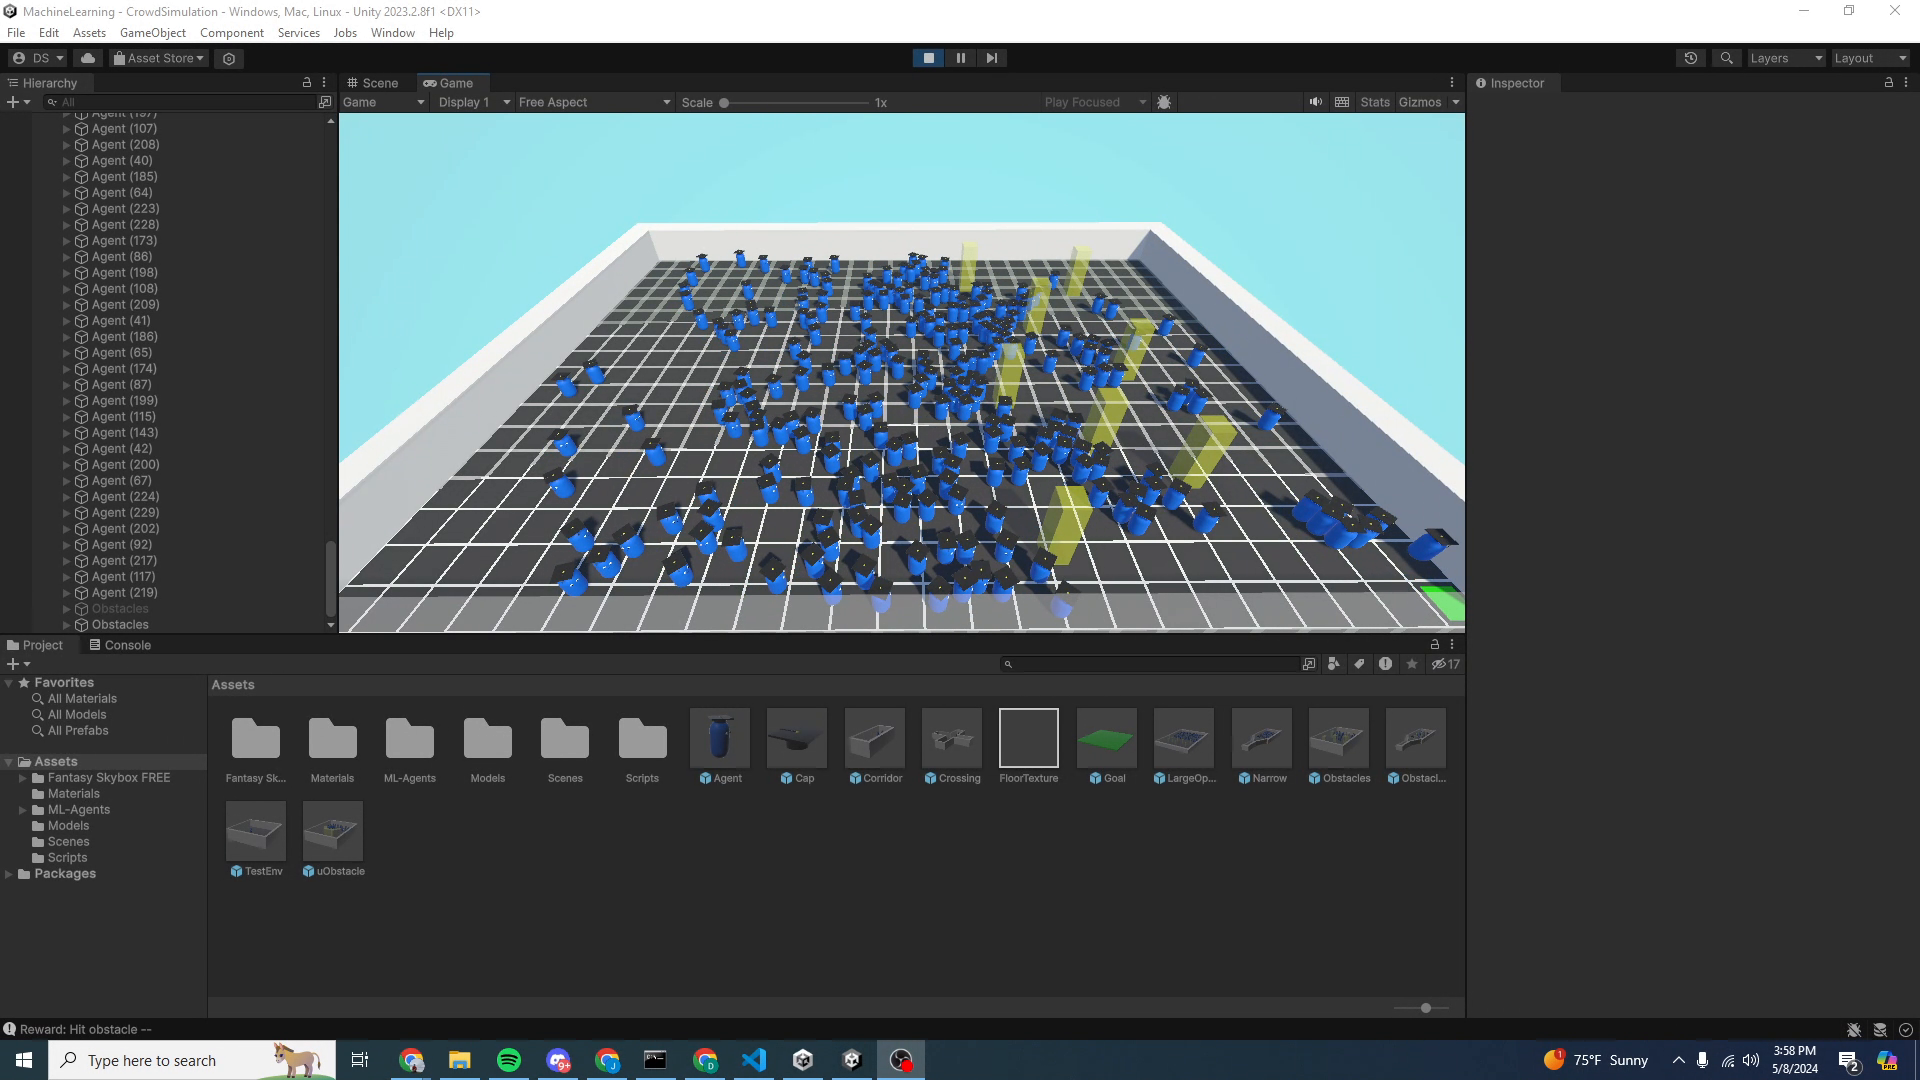 MachineLearning - CrowdSimulation - Windows, Mac, Linux - Unity 2023.2.8f1 <DX11>
File Edit Assets GameObject Component Services Jobs Window Help
DS Asset Store Layers Layout
Hierarchy
All
Agent (197)
Agent (107)
Agent (208)
Agent (40)
Agent (185)
Agent (64)
Agent (223)
Agent (228)
Agent (173)
Agent (86)
Agent (198)
Agent (108)
Agent (209)
Agent (41)
Agent (186)
Agent (65)
Agent (174)
Agent (87)
Agent (199)
Agent (115)
Agent (143)
Agent (42)
Agent (200)
Agent (67)
Agent (224)
Agent (229)
Agent (202)
Agent (92)
Agent (217)
Agent (117)
Agent (219)
Obstacles
Obstacles
Scene Game
Game Display 1 Free Aspect Scale 1x Play Focused Stats Gizmos
Inspector
Project Console
17
Favorites
All Materials
All Models
All Prefabs
Assets
Fantasy Skybox FREE
Materials
ML-Agents
Models
Scenes
Scripts
Packages
Assets
Fantasy Sk... Materials ML-Agents Models Scenes Scripts Agent Cap Corridor Crossing FloorTexture Goal LargeOp... Narrow Obstacles Obstacl...
TestEnv uObstacle
Reward: Hit obstacle --
Type here to search
9+
J
D
1
75°F Sunny
3:58 PM
5/8/2024
2
PRE